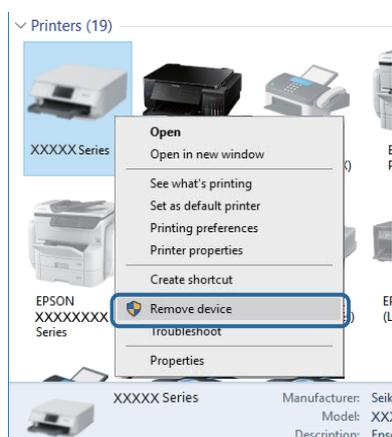 Printers (19)
XXXXX Series
Open
Open in new window
See what's printing
Set as default printer
Printing preferences
Printer properties
Create shortcut
Remove device
Troubleshoot
Properties
EPSON
XXXXXXXX
Series
XXXXX Series
Manufacturer:
Model:
Description: